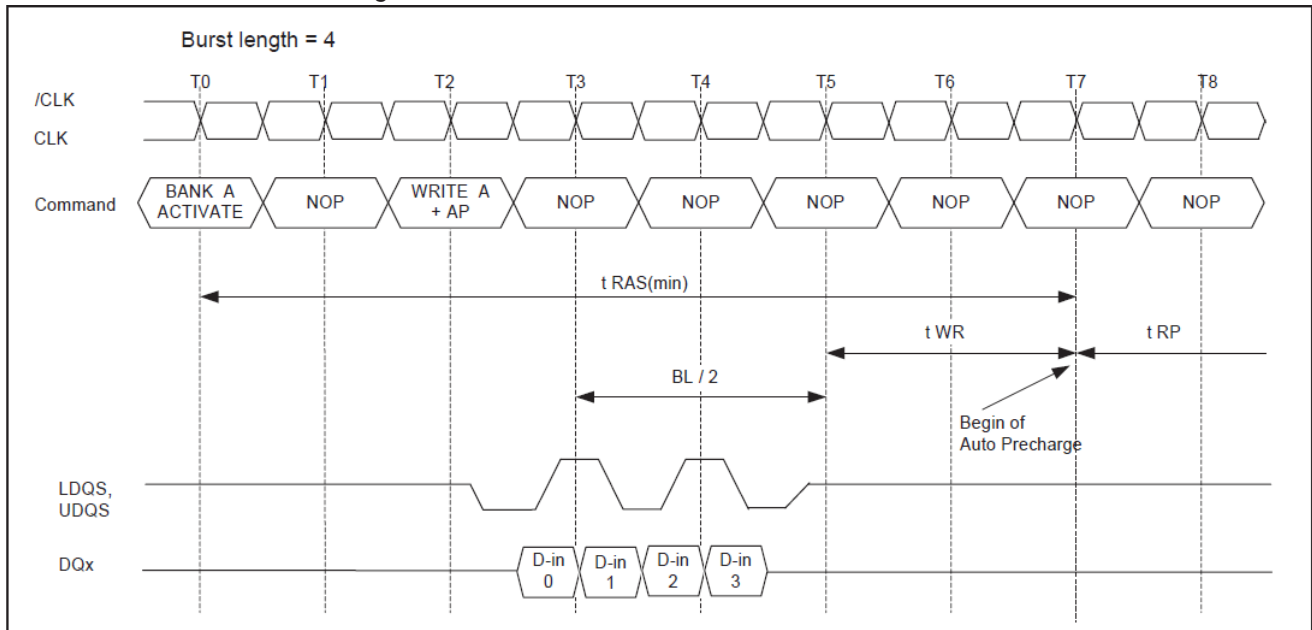 Burst length = 4
T0 T1 T2 T3 T4 T5 T6 T7 T8
/CLK
CLK
Command
BANK A
ACTIVATE
NOP
WRITE A
+ AP
NOP
NOP
NOP
NOP
NOP
NOP
t RAS(min)
t WR
t RP
BL / 2
Begin of
Auto Precharge
LDQS,
UDQS
DQx
D-in
0
D-in
1
D-in
2
D-in
3